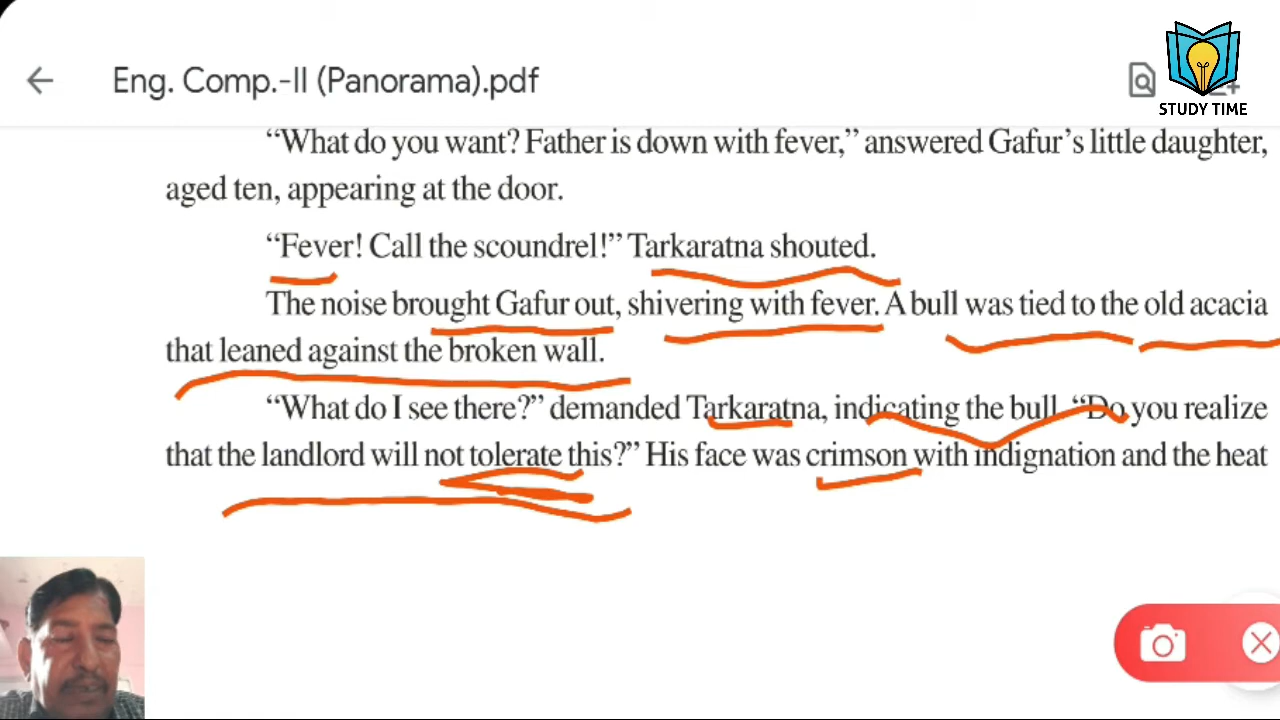 Eng. Comp.-II (Panorama).pdf
STUDY TIME
“What do you want? Father is down with fever,” answered Gafur’s little daughter,
aged ten, appearing at the door.
“Fever! Call the scoundrel!” Tarkaratna shouted.
The noise brought Gafur out, shivering with fever. A bull was tied to the old acacia
that leaned against the broken wall.
“What do I see there?” demanded Tarkaratna, indicating the bull. “Do you realize
that the landlord will not tolerate this?” His face was crimson with indignation and the heat